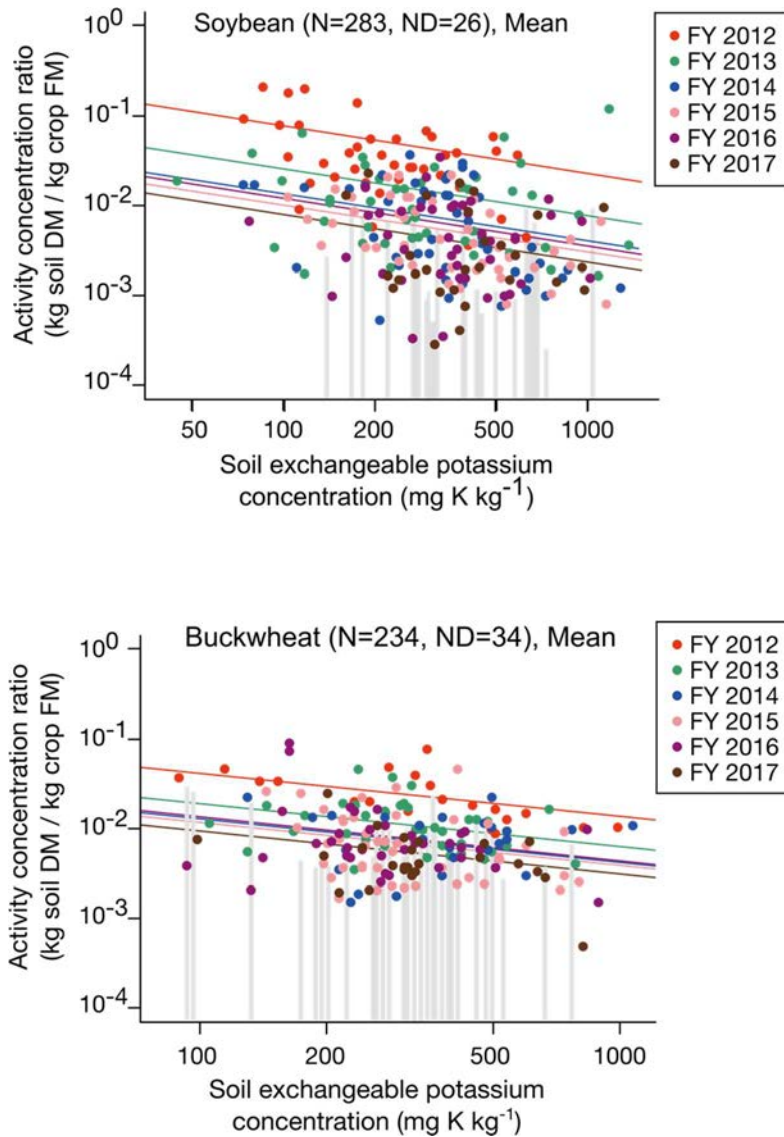 Soybean (N=283, ND=26), Mean
Activity concentration ratio
(kg soil DM / kg crop FM)
10⁰
10⁻¹
10⁻²
10⁻³
10⁻⁴
50 100 200 500 1000
Soil exchangeable potassium
concentration (mg K kg⁻¹)
FY 2012
FY 2013
FY 2014
FY 2015
FY 2016
FY 2017
Buckwheat (N=234, ND=34), Mean
Activity concentration ratio
(kg soil DM / kg crop FM)
10⁰
10⁻¹
10⁻²
10⁻³
10⁻⁴
100 200 500 1000
Soil exchangeable potassium
concentration (mg K kg⁻¹)
FY 2012
FY 2013
FY 2014
FY 2015
FY 2016
FY 2017